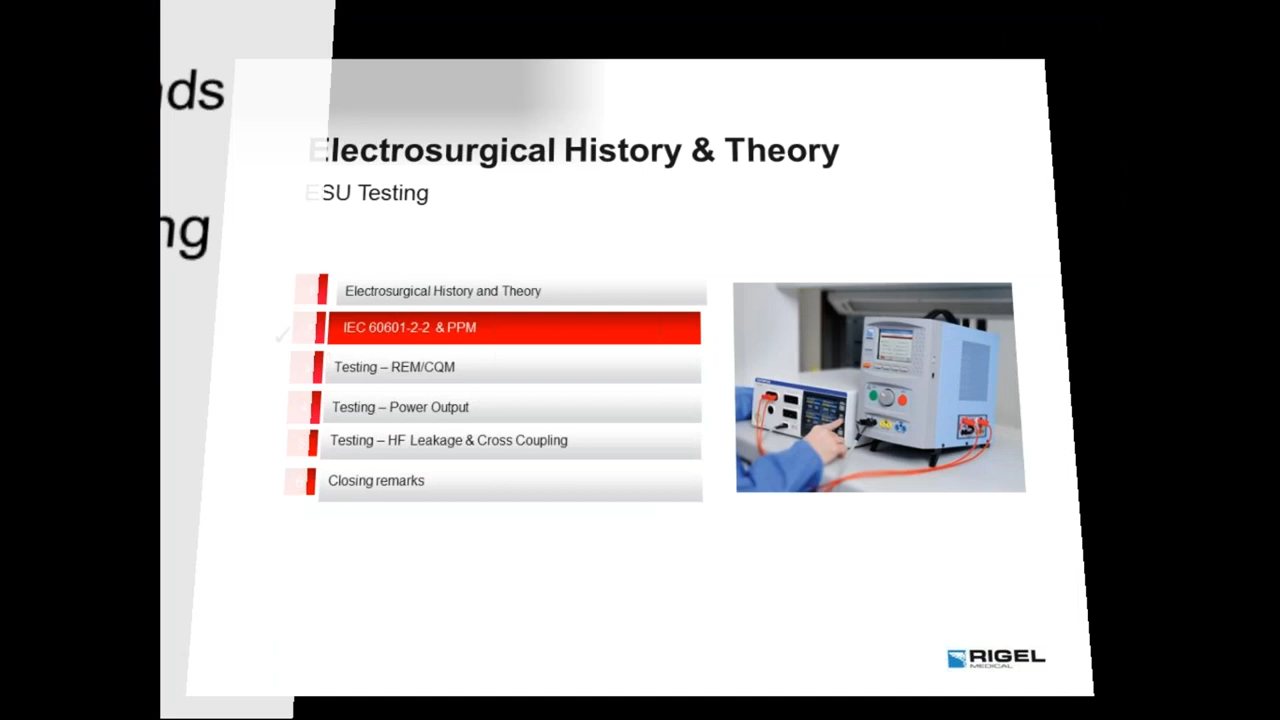 nds
ng
Electrosurgical History & Theory
ESU Testing
Electrosurgical History and Theory
IEC 60601-2-2 & PPM
Testing – REM/CQM
Testing – Power Output
Testing – HF Leakage & Cross Coupling
Closing remarks
RIGEL
MEDICAL